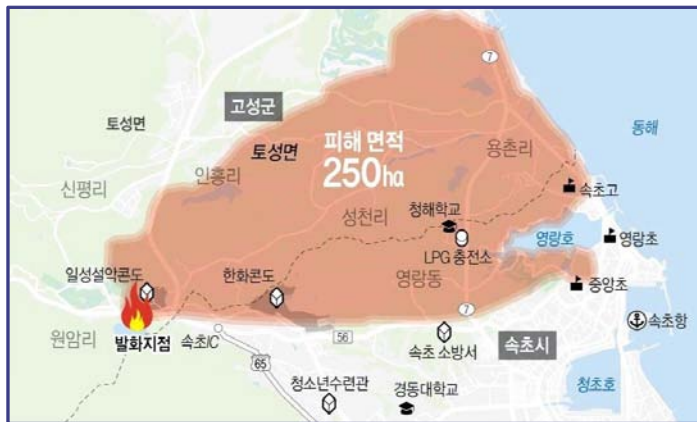 7
고성군
토성면
토성면
피해 면적
250ha
동해
용촌리
신평리
인흥리
성천리
청해학교
속초고
영랑호
영랑초
LPG 충전소
일성설악콘도
한화콘도
영랑동
중앙초
7
원암리
발화지점
속초IC
56
속초 소방서
속초시
속초항
65
청소년수련관
경동대학교
청초호